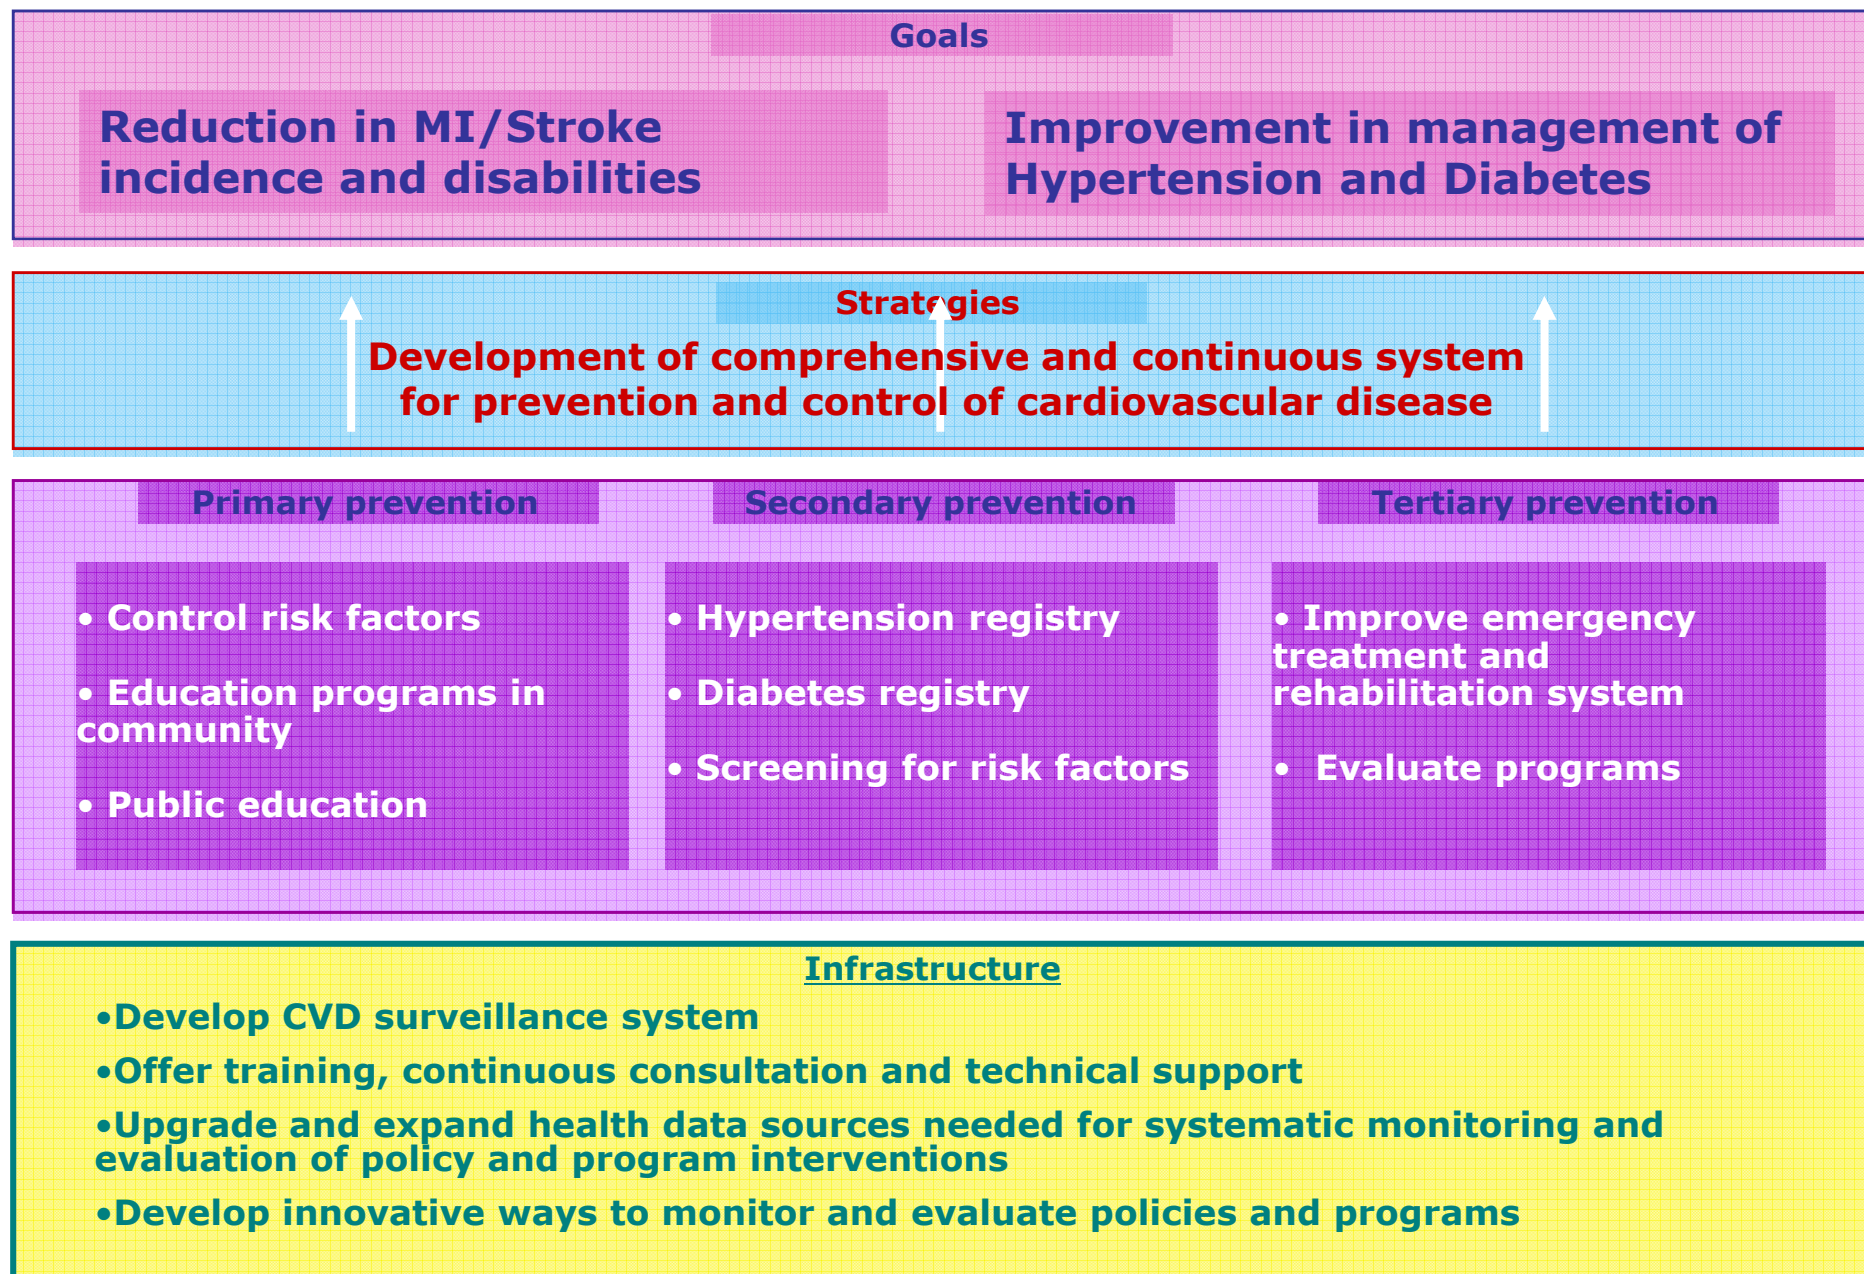 Goals
Reduction in MI/Stroke
incidence and disabilities
Improvement in management of
Hypertension and Diabetes
Strategies
Development of comprehensive and continuous system
for prevention and control of cardiovascular disease
Primary prevention
• Control risk factors
• Education programs in
community
• Public education
Secondary prevention
• Hypertension registry
• Diabetes registry
• Screening for risk factors
Tertiary prevention
• Improve emergency
treatment and
rehabilitation system
• Evaluate programs
Infrastructure
•Develop CVD surveillance system
•Offer training, continuous consultation and technical support
•Upgrade and expand health data sources needed for systematic monitoring and
evaluation of policy and program interventions
•Develop innovative ways to monitor and evaluate policies and programs